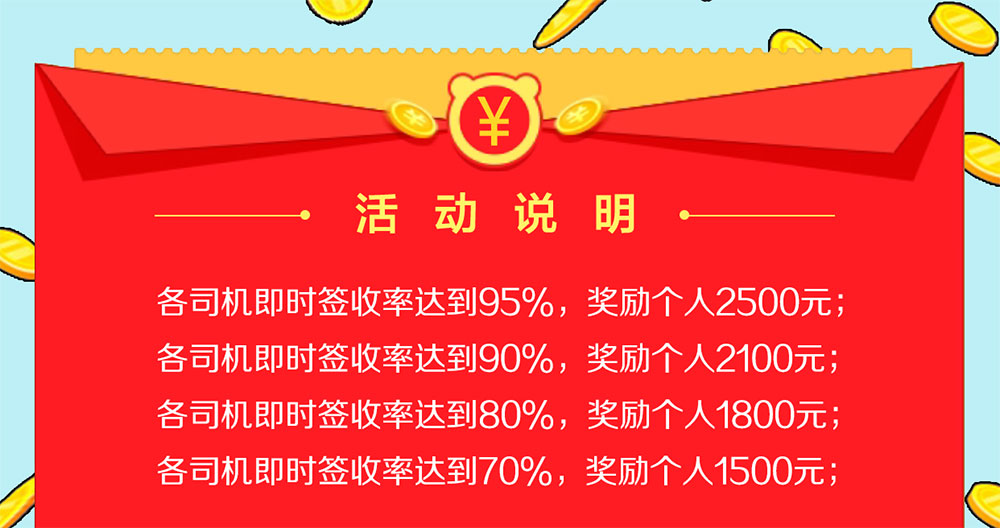 ¥
活动说明
各司机即时签收率达到95%，奖励个人2500元；
各司机即时签收率达到90%，奖励个人2100元；
各司机即时签收率达到80%，奖励个人1800元；
各司机即时签收率达到70%，奖励个人1500元；